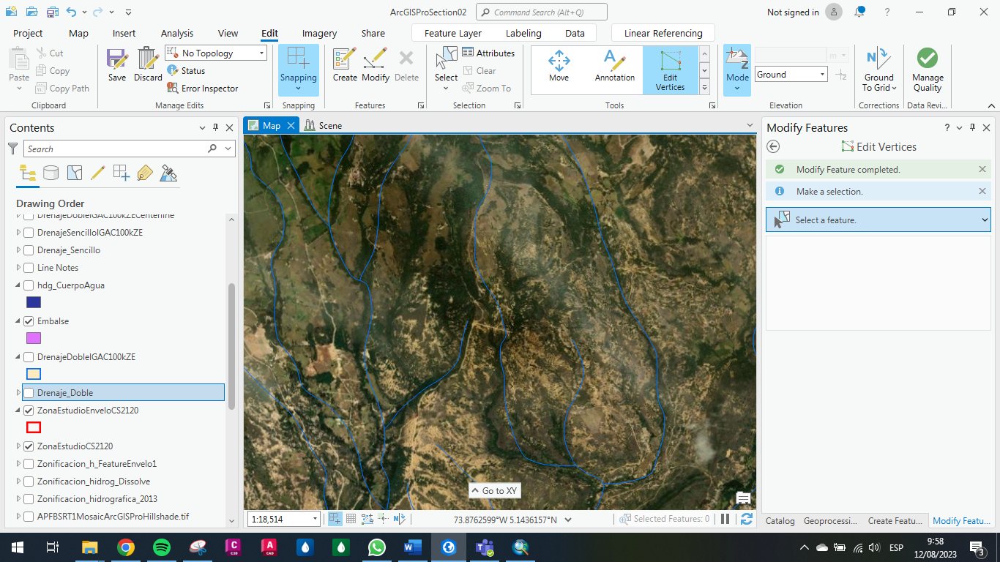 ArcGISProSection02
Command Search (Alt+Q)
Not signed in
?
Project
Map
Insert
Analysis
View
Edit
Imagery
Share
Feature Layer
Labeling
Data
Linear Referencing
Paste
Cut
Copy
Copy Path
Clipboard
Save
Discard
No Topology
Status
Error Inspector
Manage Edits
Snapping
Snapping
Create
Modify
Delete
Features
Select
Attributes
Clear
Zoom To
Selection
Move
Annotation
Edit
Vertices
Tools
Mode
m
Ground
Elevation
Ground
To Grid
Corrections
Manage
Quality
Data Revi...
Contents
Search
Drawing Order
DrenajeDobleIGAC100kZECenterline
DrenajeSencilloIGAC100kZE
Drenaje_Sencillo
Line Notes
hdg_CuerpoAgua
Embalse
DrenajeDobleIGAC100kZE
Drenaje_Doble
ZonaEstudioEnveloCS2120
ZonaEstudioCS2120
Zonificacion_h_FeatureEnvelo1
Zonificacion_hidrog_Dissolve
Zonificacion_hidrografica_2013
APFBSRT1MosaicArcGISProHillshade.tif
Map
Scene
Go to XY
1:18,514
73.8762599°W 5.1436157°N
Selected Features: 0
Modify Features
?
Edit Vertices
Modify Feature completed.
Make a selection.
Select a feature.
Catalog
Geoprocessi...
Create Featu...
Modify Featu...
ESP
9:58
12/08/2023
3